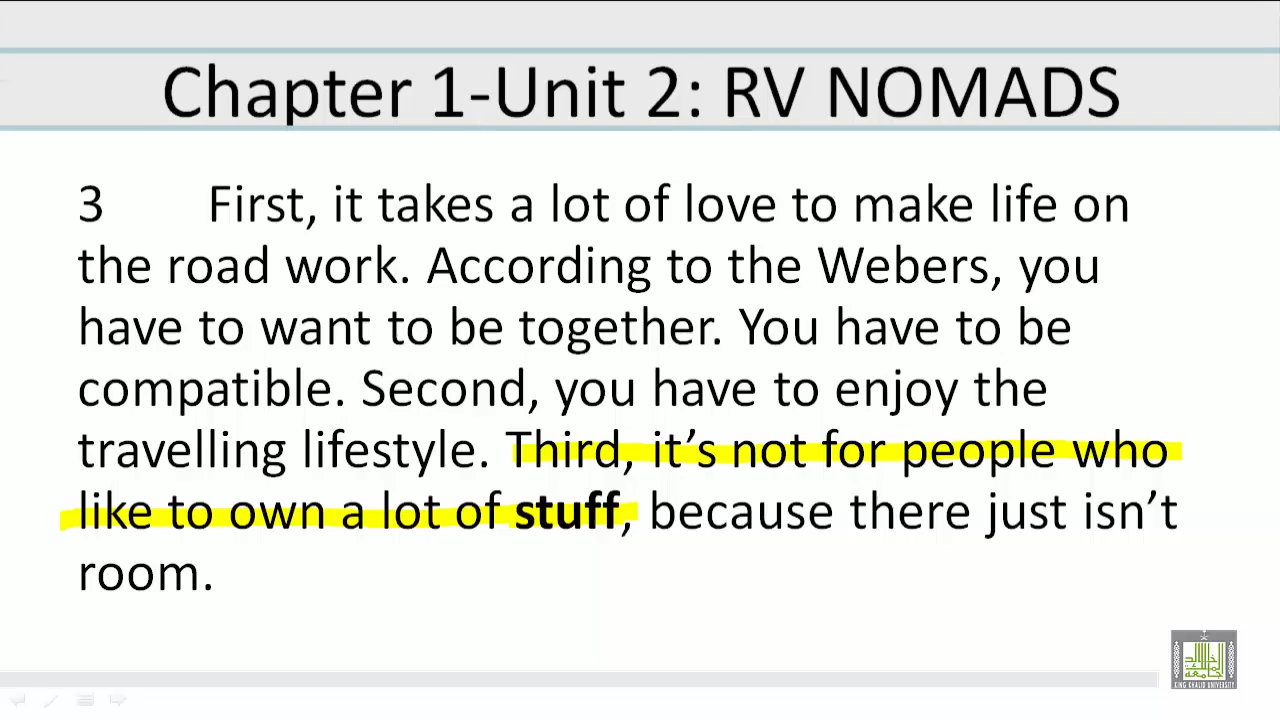 Chapter 1-Unit 2: RV NOMADS
3 First, it takes a lot of love to make life on
the road work. According to the Webers, you
have to want to be together. You have to be
compatible. Second, you have to enjoy the
travelling lifestyle. Third, it’s not for people who
like to own a lot of stuff, because there just isn’t
room.
KING KHALID UNIVERSITY